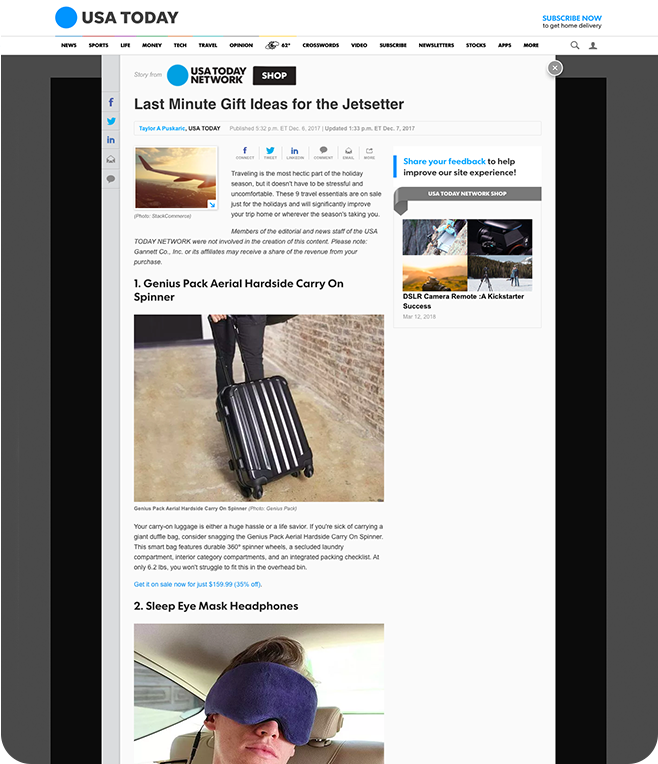 USA TODAY
SUBSCRIBE NOW
to get home delivery
NEWS SPORTS LIFE MONEY TECH TRAVEL OPINION 62° CROSSWORDS VIDEO SUBSCRIBE NEWSLETTERS STOCKS APPS MORE
Story from
USA TODAY
NETWORK
SHOP
Last Minute Gift Ideas for the Jetsetter
Taylor A Puskaric, USA TODAY Published 5:32 p.m. ET Dec. 6, 2017 | Updated 1:33 p.m. ET Dec. 7, 2017
(Photo: StackCommerce)
CONNECT TWEET LINKEDIN COMMENT EMAIL MORE
Traveling is the most hectic part of the holiday
season, but it doesn't have to be stressful and
uncomfortable. These 9 travel essentials are on sale
just for the holidays and will significantly improve
your trip home or wherever the season's taking you.
Members of the editorial and news staff of the USA
TODAY NETWORK were not involved in the creation of this content. Please note:
Gannett Co., Inc. or its affiliates may receive a share of the revenue from your
purchase.
1. Genius Pack Aerial Hardside Carry On
Spinner
Genius Pack Aerial Hardside Carry On Spinner (Photo: Genius Pack)
Your carry-on luggage is either a huge hassle or a life savior. If you're sick of carrying a
giant duffle bag, consider snagging the Genius Pack Aerial Hardside Carry On Spinner.
This smart bag features durable 360° spinner wheels, a secluded laundry
compartment, interior category compartments, and an integrated packing checklist. At
only 6.2 lbs, you won't struggle to fit this in the overhead bin.
Get it on sale now for just $159.99 (35% off).
2. Sleep Eye Mask Headphones
Share your feedback to help
improve our site experience!
USA TODAY NETWORK SHOP
DSLR Camera Remote :A Kickstarter
Success
Mar 12, 2018